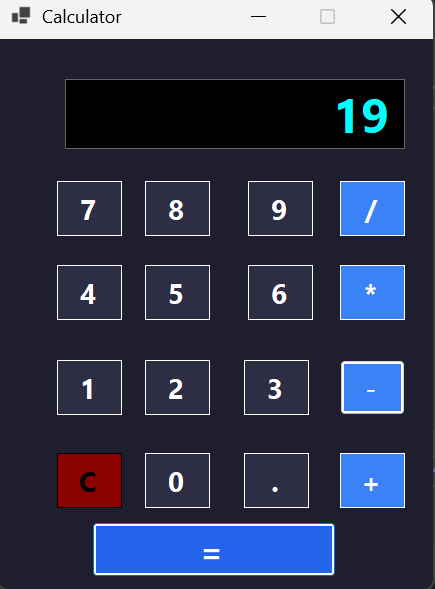 Calculator
19
7 8 9 /
4 5 6 *
1 2 3 -
C 0 . +
=